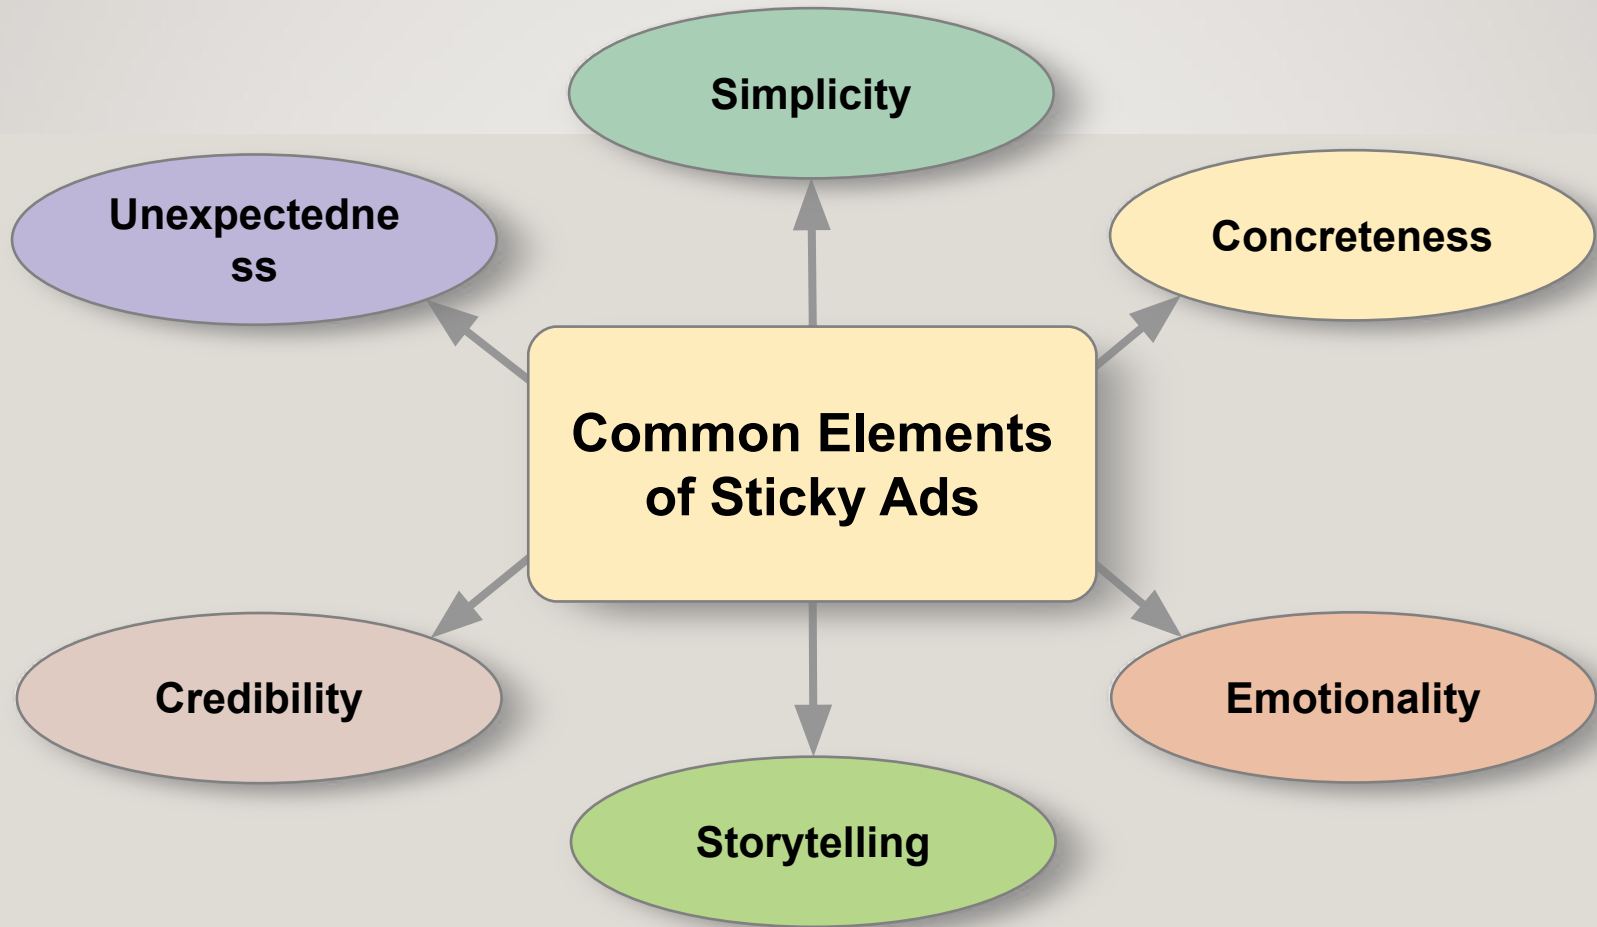 Simplicity
Unexpectedne
ss
Concreteness
Common Elements
of Sticky Ads
Credibility
Emotionality
Storytelling